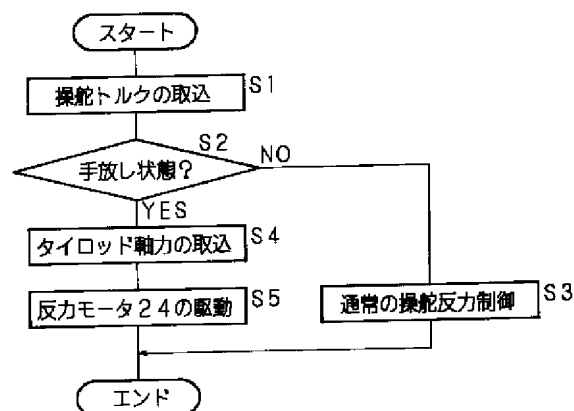 スタート
操舵トルクの取込 S1
S2
手放し状態？ NO
YES
タイロッド軸力の取込 S4
反力モータ24の駆動 S5
通常の操舵反力制御 S3
エンド